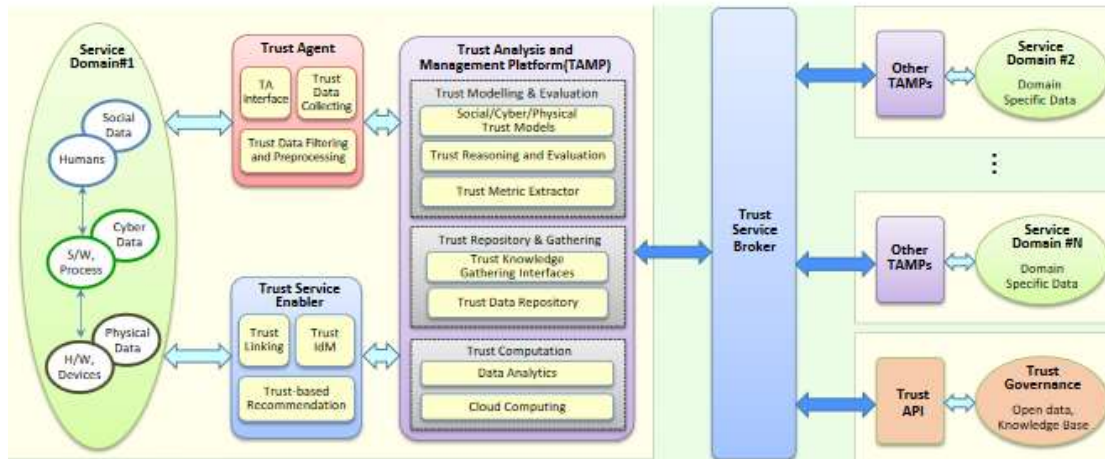 Service
Domain#1
Social
Data
Humans
Cyber
Data
S/W,
Process
Physical
Data
H/W,
Devices
Trust Agent
TA
Interface
Trust
Data
Collecting
Trust Data Filtering
and Preprocessing
Trust Service
Enabler
Trust
Linking
Trust
IdM
Trust-based
Recommendation
Trust Analysis and
Management Platform(TAMP)
Trust Modelling & Evaluation
Social/Cyber/Physical
Trust Models
Trust Reasoning and Evaluation
Trust Metric Extractor
Trust Repository & Gathering
Trust Knowledge
Gathering Interfaces
Trust Data Repository
Trust Computation
Data Analytics
Cloud Computing
Trust
Service
Broker
Other
TAMPs
Service
Domain #2
Domain
Specific Data
Other
TAMPs
Service
Domain #N
Domain
Specific Data
Trust
API
Trust
Governance
Open data,
Knowledge Base